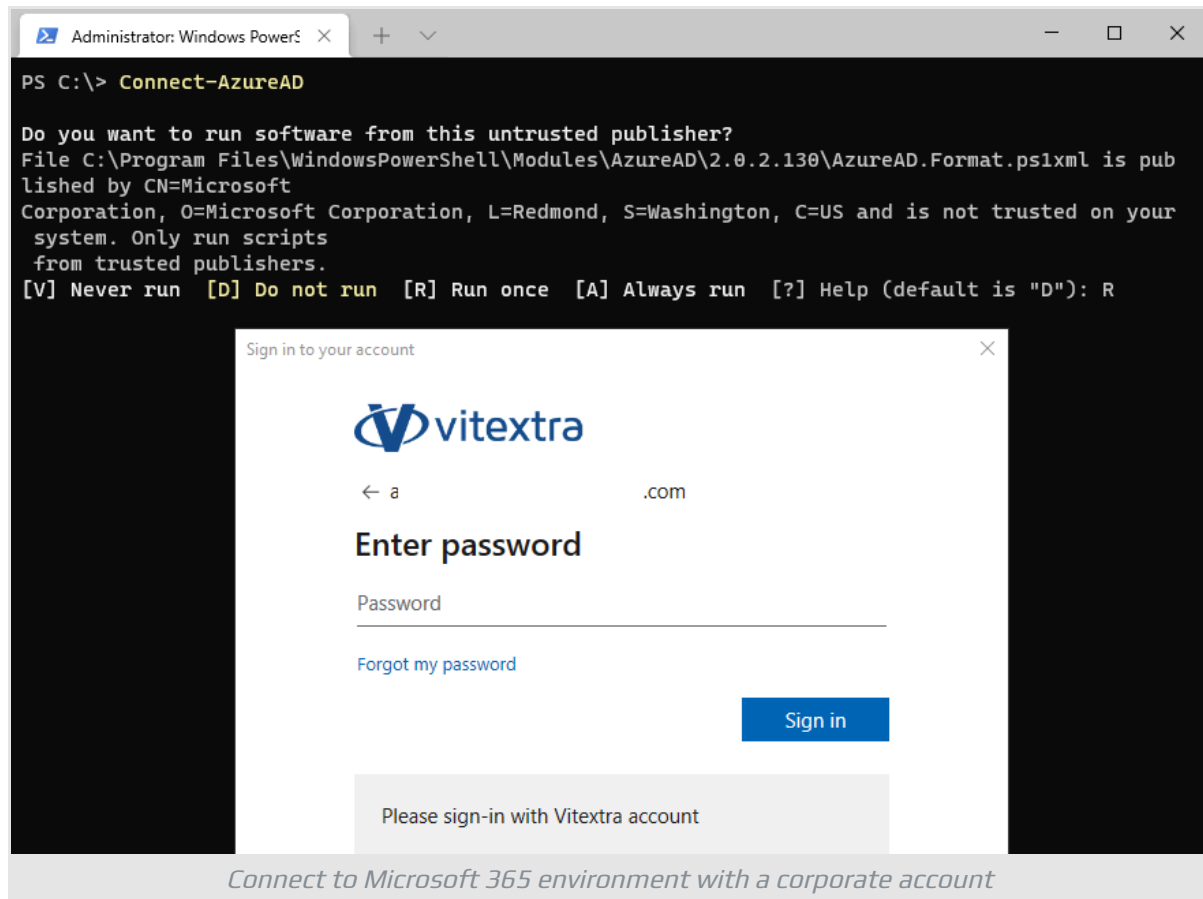 Administrator: Windows PowerS
PS C:\> Connect-AzureAD
Do you want to run software from this untrusted publisher?
File C:\Program Files\WindowsPowerShell\Modules\AzureAD\2.0.2.130\AzureAD.Format.ps1xml is pub
lished by CN=Microsoft
Corporation, O=Microsoft Corporation, L=Redmond, S=Washington, C=US and is not trusted on your
system. Only run scripts
from trusted publishers.
[V] Never run  [D] Do not run  [R] Run once  [A] Always run  [?] Help (default is "D"): R
Sign in to your account
vitextra
← a .com
Enter password
Password
Forgot my password
Sign in
Please sign-in with Vitextra account
Connect to Microsoft 365 environment with a corporate account